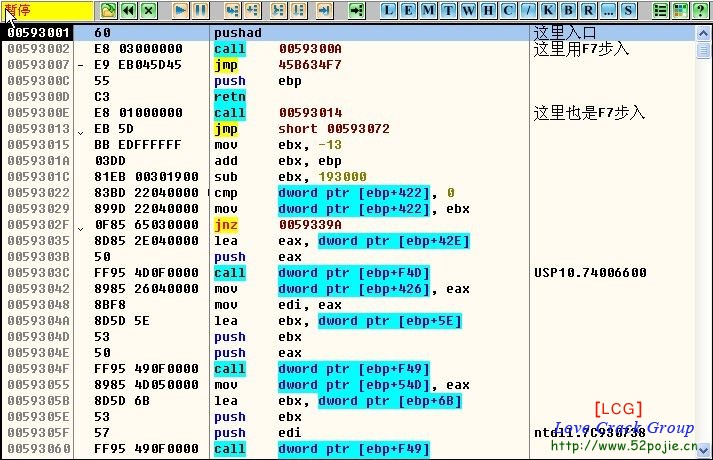 暂停 L E M T W H C / K B R ... S
00593001 60 pushad 这里入口
00593002 E8 03000000 call 0059300A 这里用F7步入
00593007 - E9 EB045D45 jmp 45B634F7
0059300C 55 push ebp
0059300D C3 retn
0059300E E8 01000000 call 00593014 这里也是F7步入
00593013 EB 5D jmp short 00593072
00593015 BB EDFFFFFF mov ebx, -13
0059301A 03DD add ebx, ebp
0059301C 81EB 00301900 sub ebx, 193000
00593022 83BD 22040000 cmp dword ptr [ebp+422], 0
00593029 899D 22040000 mov dword ptr [ebp+422], ebx
0059302F 0F85 65030000 jnz 0059339A
00593035 8D85 2E040000 lea eax, dword ptr [ebp+42E]
0059303B 50 push eax
0059303C FF95 4D0F0000 call dword ptr [ebp+F4D] USP10.74006600
00593042 8985 26040000 mov dword ptr [ebp+426], eax
00593048 8BF8 mov edi, eax
0059304A 8D5D 5E lea ebx, dword ptr [ebp+5E]
0059304D 53 push ebx
0059304E 50 push eax
0059304F FF95 490F0000 call dword ptr [ebp+F49]
00593055 8985 4D050000 mov dword ptr [ebp+54D], eax
0059305B 8D5D 6B lea ebx, dword ptr [ebp+6B]
0059305E 53 push ebx
0059305F 57 push edi ntdll.7C930738
00593060 FF95 490F0000 call dword ptr [ebp+F49]
[LCG]
Love Crack Group
http://www.52pojie.cn